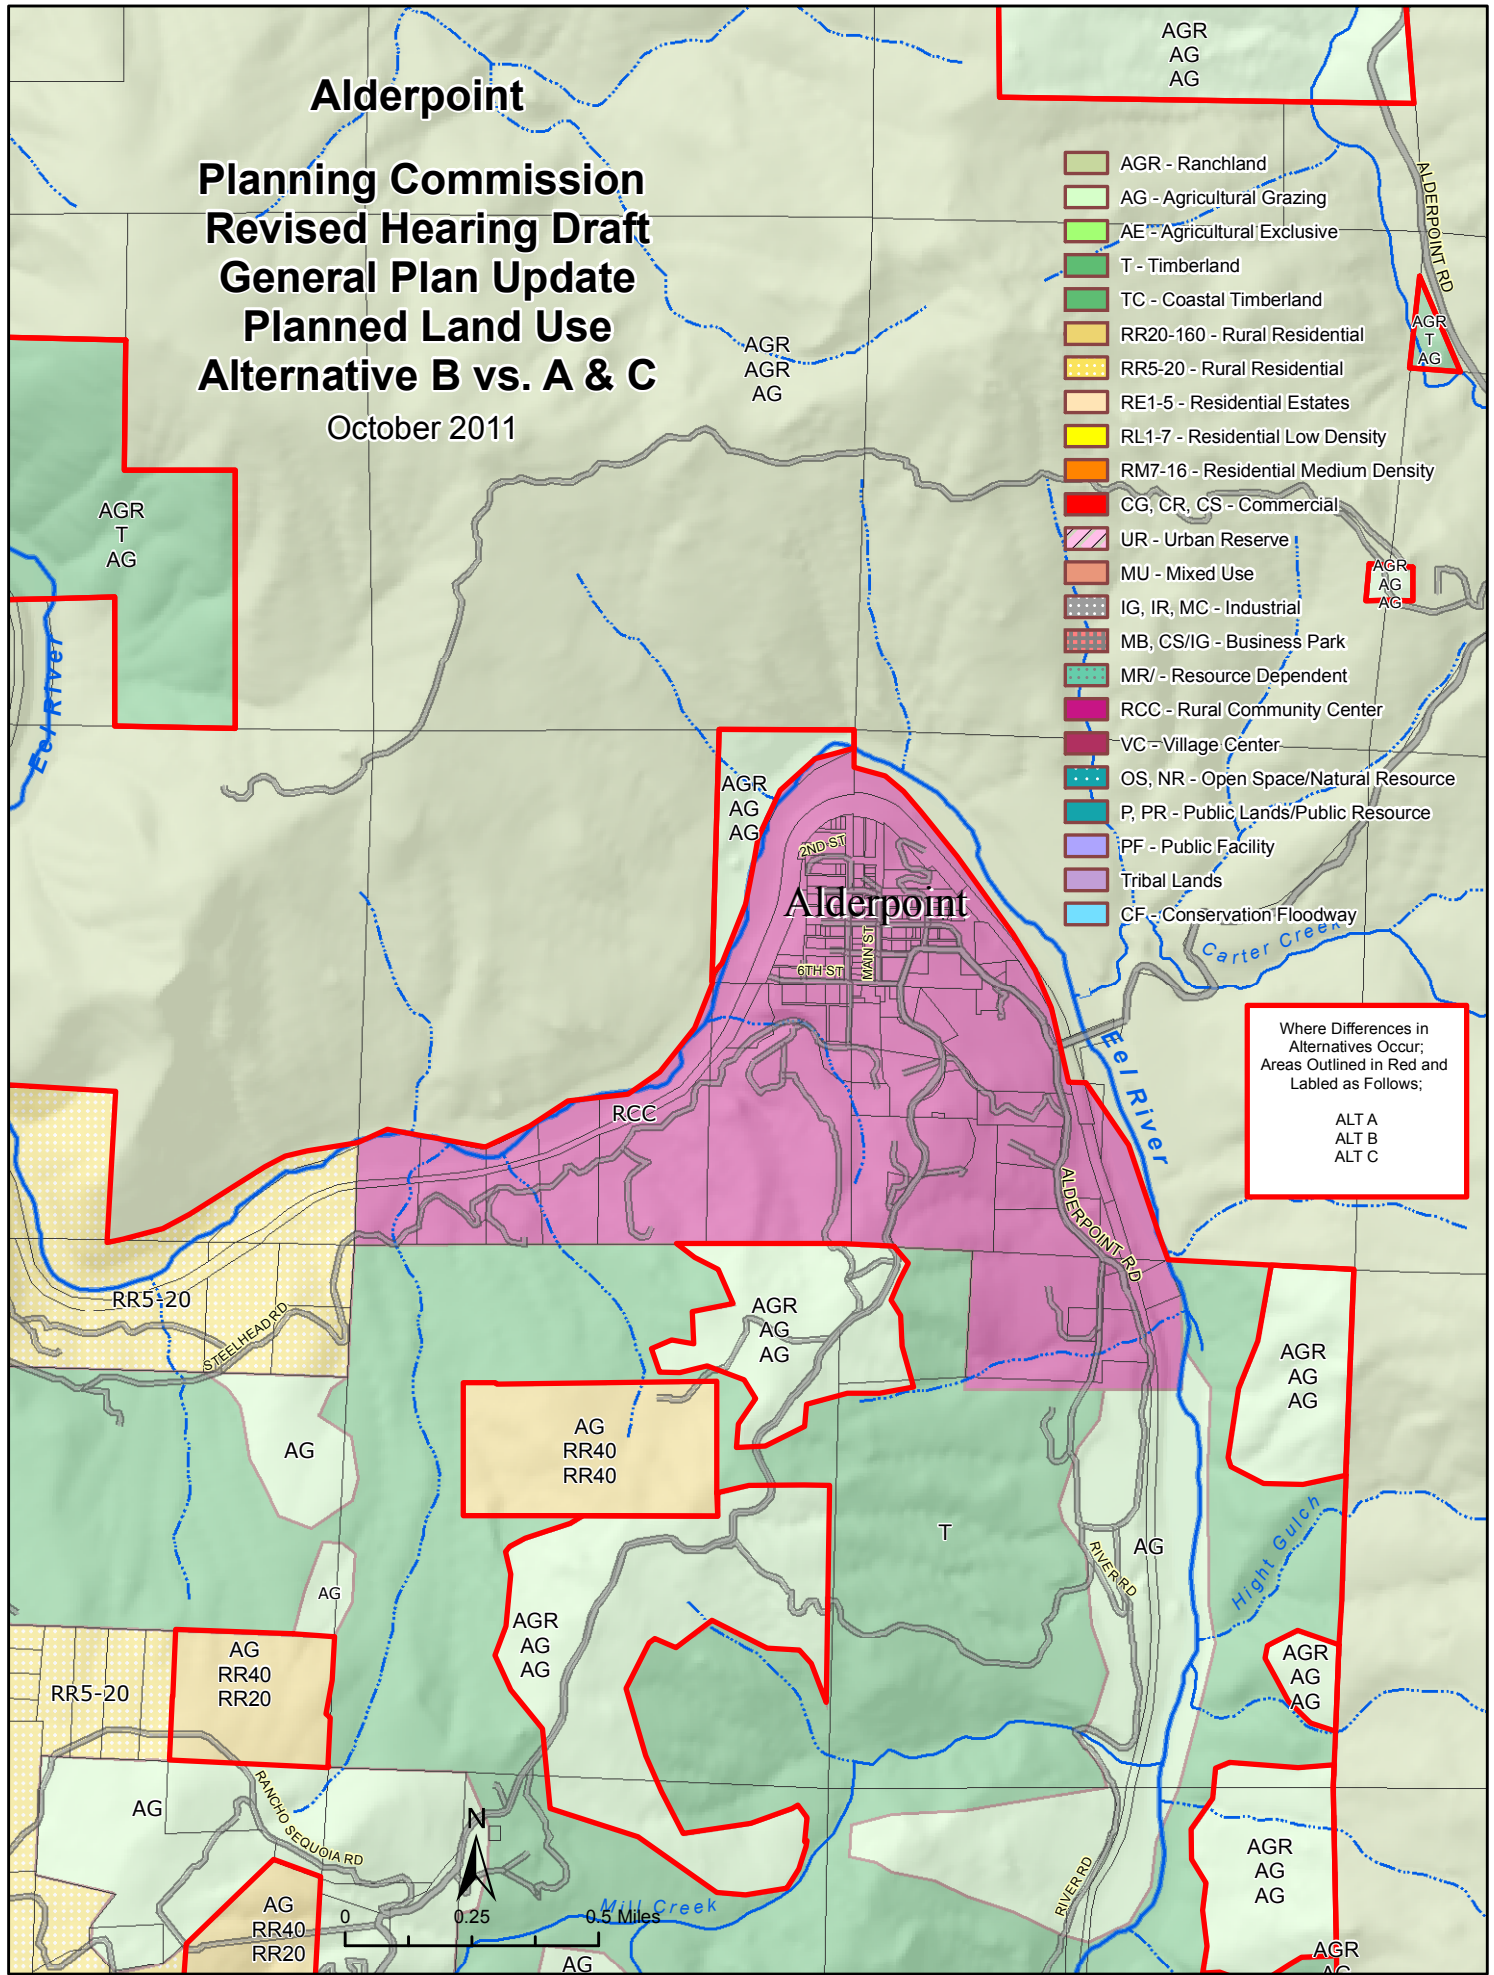 Alderpoint
Planning Commission
Revised Hearing Draft
General Plan Update
Planned Land Use
Alternative B vs. A & C
October 2011
AGR
AG
AG
AGR - Ranchland
AG - Agricultural Grazing
AE - Agricultural Exclusive
T - Timberland
TC - Coastal Timberland
RR20-160 - Rural Residential
RR5-20 - Rural Residential
RE1-5 - Residential Estates
RL1-7 - Residential Low Density
RM7-16 - Residential Medium Density
CG, CR, CS - Commercial
UR - Urban Reserve
MU - Mixed Use
IG, IR, MC - Industrial
MB, CS/IG - Business Park
MR/ - Resource Dependent
RCC - Rural Community Center
VC - Village Center
OS, NR - Open Space/Natural Resource
P, PR - Public Lands/Public Resource
PF - Public Facility
Tribal Lands
CF - Conservation Floodway
ALDERPOINT RD
AGR
T
AG
AGR
AGR
AG
AGR
T
AG
AGR
AG
AG
Eel River
AGR
AG
AG
2ND ST
Alderpoint
MAIN ST
6TH ST
Carter Creek
Eel River
Where Differences in
Alternatives Occur;
Areas Outlined in Red and
Labled as Follows;
ALT A
ALT B
ALT C
RCC
ALDERPOINT RD
RR5-20
STEELHEAD RD
AGR
AG
AG
AGR
AG
AG
AG
AG
RR40
RR40
T
AG
RIVER RD
Hight Gulch
AG
AGR
AG
AG
AG
RR40
RR20
RR5-20
AGR
AG
AG
AG
RANCHO SEQUOIA RD
N
AGR
AG
AG
RIVER RD
AG
RR40
RR20
Mill Creek
0 0.25 0.5 Miles
AG
AGR
AG